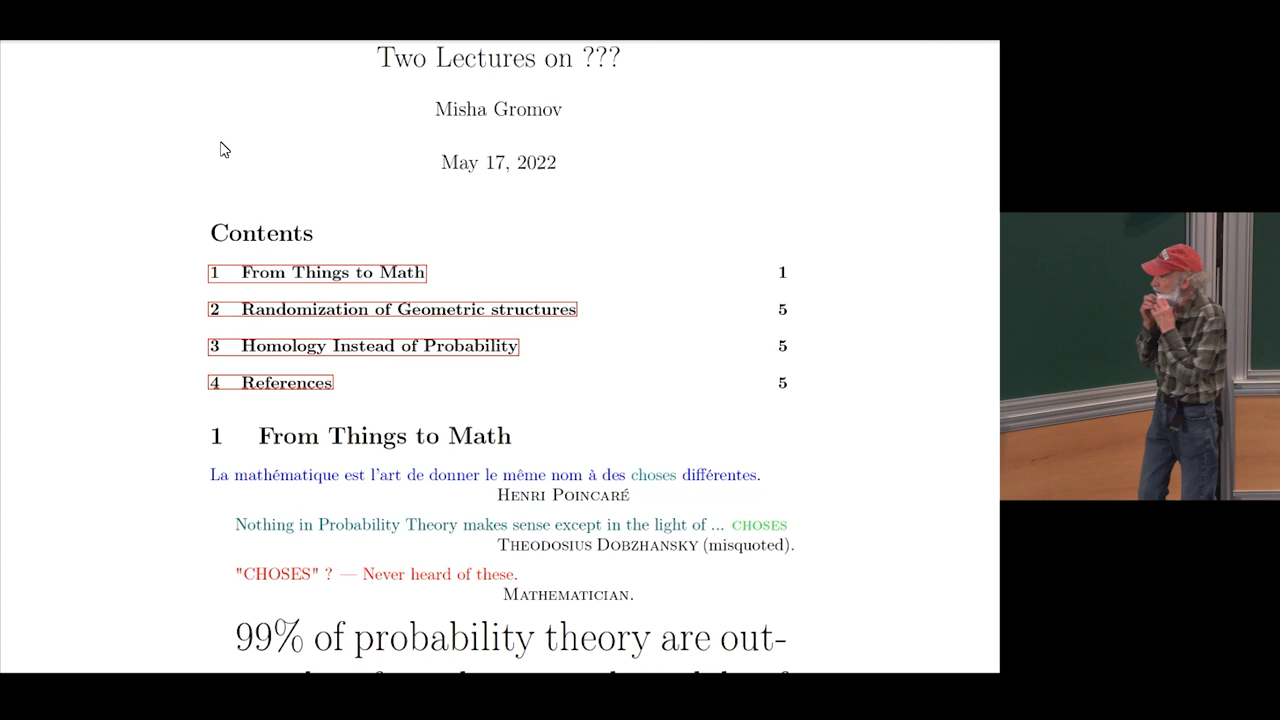 Two Lectures on ???
Misha Gromov
May 17, 2022
Contents
1 From Things to Math 1
2 Randomization of Geometric structures 5
3 Homology Instead of Probability 5
4 References 5
1 From Things to Math
La mathématique est l'art de donner le même nom à des choses différentes.
Henri Poincaré
Nothing in Probability Theory makes sense except in the light of ... CHOSES
Theodosius Dobzhansky (misquoted).
"CHOSES" ? — Never heard of these.
Mathematician.
99% of probability theory are out-